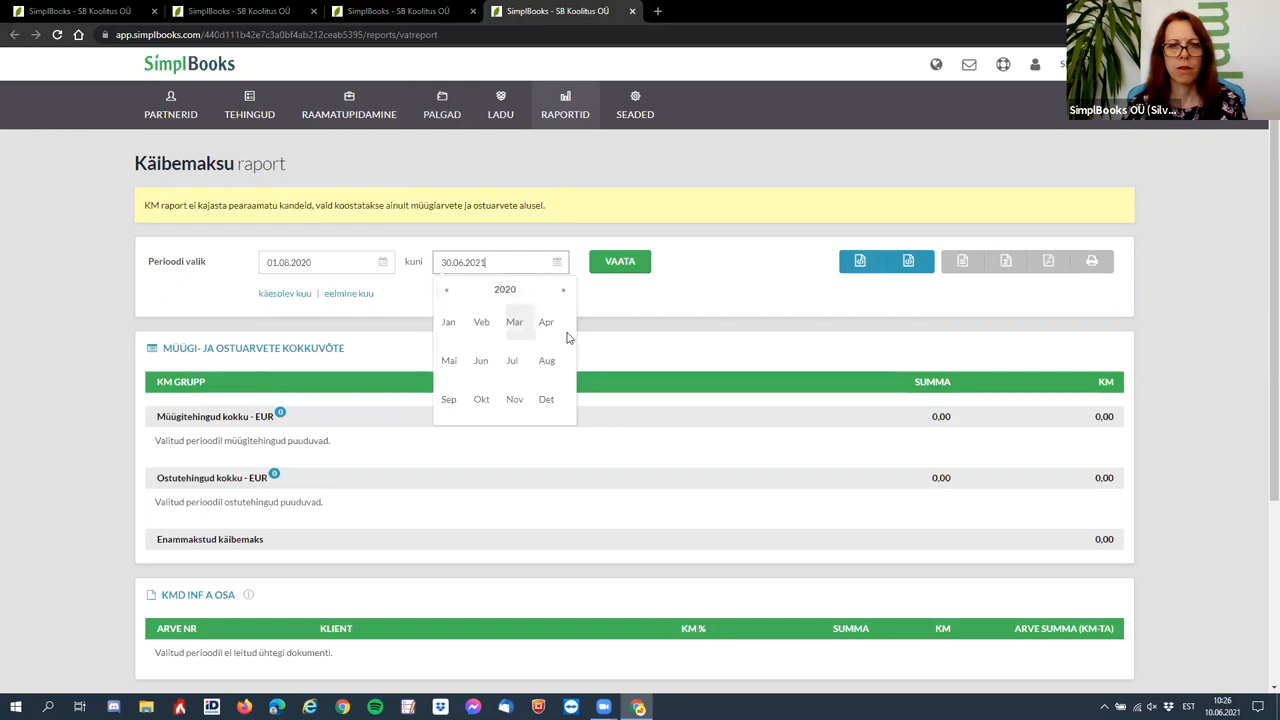 SimplBooks - SB Koolitus OÜ
SimplBooks - SB Koolitus OÜ
SimplBooks - SB Koolitus OÜ
SimplBooks - SB Koolitus OÜ
app.simplbooks.com/440d111b42e7c3a0bf4ab212ceab5395/reports/vatreport
SimplBooks
SimplBooks OÜ (Silv...
PARTNERID
TEHINGUD
RAAMATUPIDAMINE
PALGAD
LADU
RAPORTID
SEADED
Käibemaksu raport
KM raport ei kajasta pearaamatu kandeid, vaid koostatakse ainult müügiarvete ja ostuarvete alusel.
Perioodi valik
01.08.2020
kuni
30.06.2021
VAATA
käesolev kuu | eelmine kuu
« 2020 »
Jan Veb Mar Apr
Mai Jun Jul Aug
Sep Okt Nov Det
MÜÜGI- JA OSTUARVETE KOKKUVÕTE
KM GRUPP SUMMA KM
Müügitehingud kokku - EUR 0 0,00 0,00
Valitud perioodil müügitehingud puuduvad.
Ostutehingud kokku - EUR 0 0,00 0,00
Valitud perioodil ostutehingud puuduvad.
Enammakstud käibemaks 0,00
KMD INF A OSA
ARVE NR KLIENT KM % SUMMA KM ARVE SUMMA (KM-TA)
Valitud perioodil ei leitud ühtegi dokumenti.
EST
10:26
10.06.2021